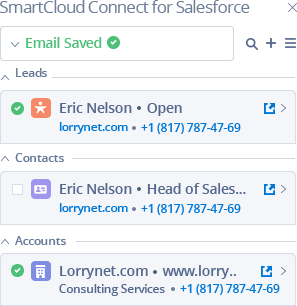 SmartCloud Connect for Salesforce
Email Saved
Leads
Eric Nelson • Open
lorrynet.com • +1 (817) 787-47-69
Contacts
Eric Nelson • Head of Sales...
lorrynet.com • +1 (817) 787-47-69
Accounts
Lorrynet.com • www.lorry..
Consulting Services • +1 (817) 787-47-69